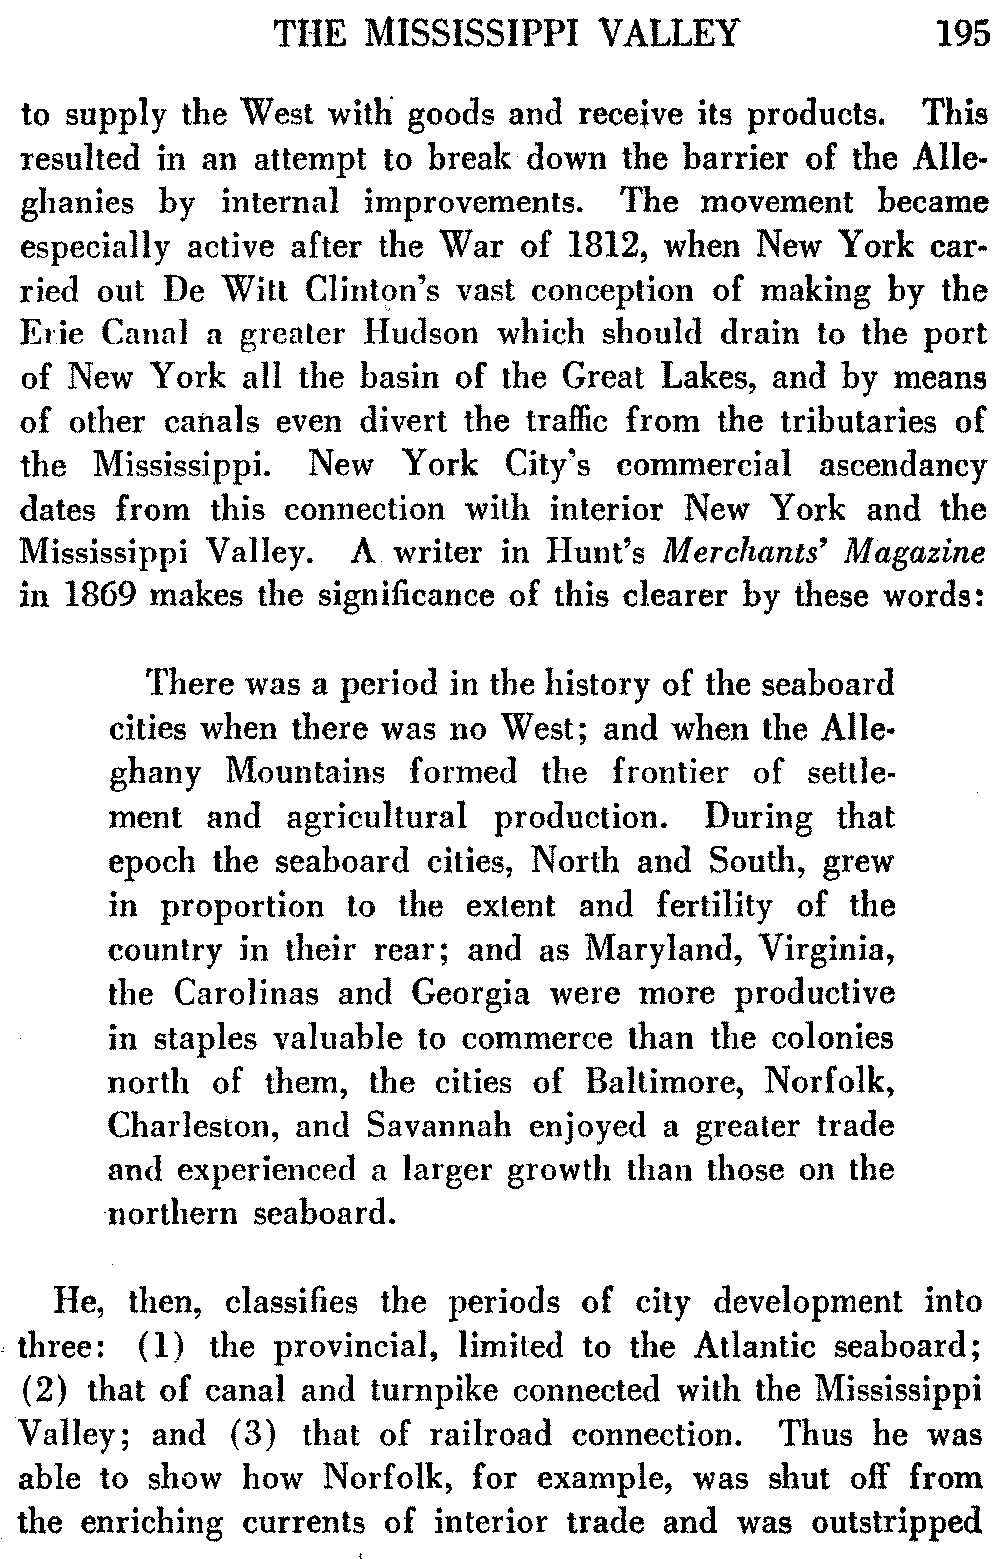 THE MISSISSIPPI VALLEY 195
to supply the West with goods and receive its products. This
resulted in an attempt to break down the barrier of the Alle-
ghanies by internal improvements. The movement became
especially active after the War of 1812, when New York car-
ried out De Witt Clinton's vast conception of making by the
Erie Canal a greater Hudson which should drain to the port
of New York all the basin of the Great Lakes, and by means
of other canals even divert the traffic from the tributaries of
the Mississippi. New York City's commercial ascendancy
dates from this connection with interior New York and the
Mississippi Valley. A writer in Hunt's Merchants' Magazine
in 1869 makes the significance of this clearer by these words:
There was a period in the history of the seaboard
cities when there was no West; and when the Alle-
ghany Mountains formed the frontier of settle-
ment and agricultural production. During that
epoch the seaboard cities, North and South, grew
in proportion to the extent and fertility of the
country in their rear; and as Maryland, Virginia,
the Carolinas and Georgia were more productive
in staples valuable to commerce than the colonies
north of them, the cities of Baltimore, Norfolk,
Charleston, and Savannah enjoyed a greater trade
and experienced a larger growth than those on the
northern seaboard.
He, then, classifies the periods of city development into
three: (1) the provincial, limited to the Atlantic seaboard;
(2) that of canal and turnpike connected with the Mississippi
Valley; and (3) that of railroad connection. Thus he was
able to show how Norfolk, for example, was shut off from
the enriching currents of interior trade and was outstripped